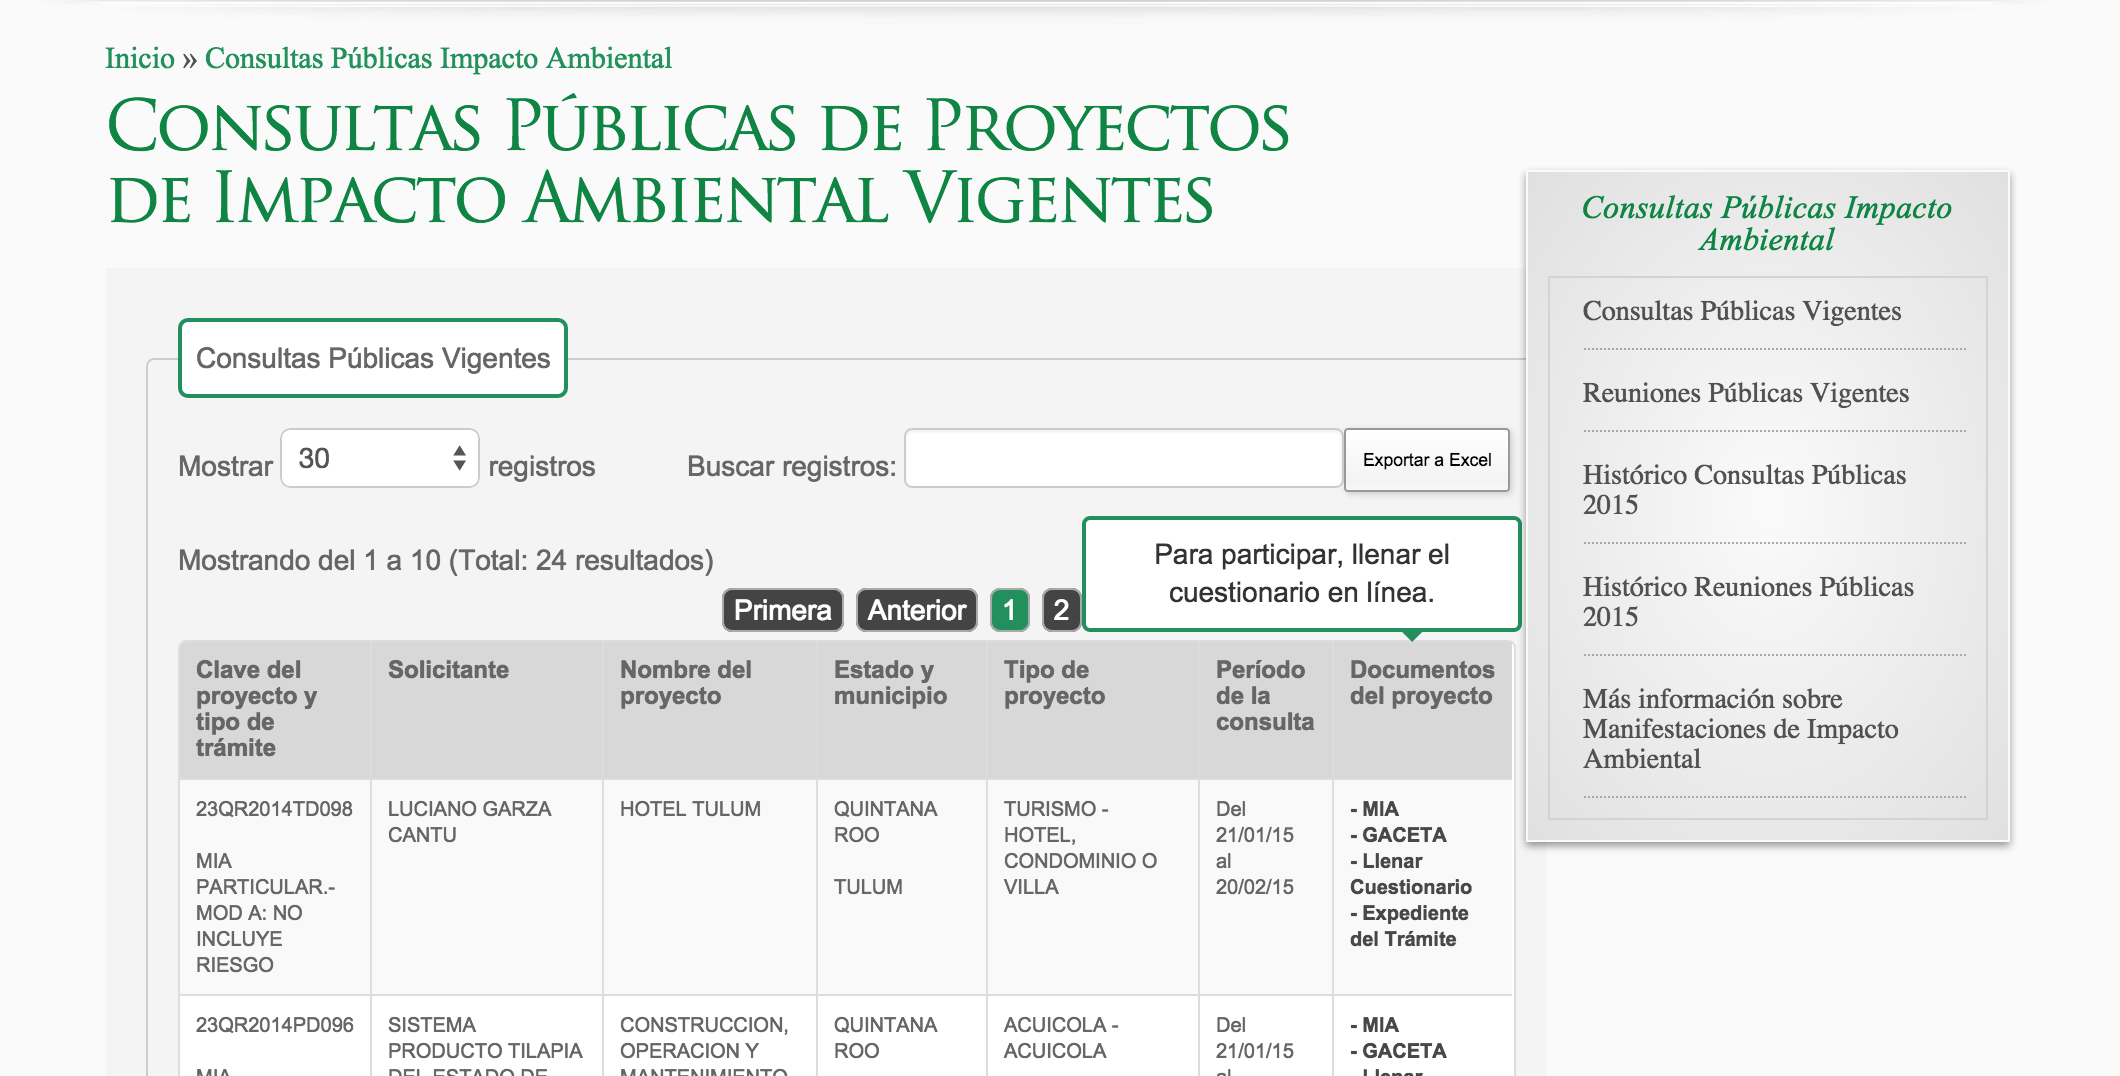 Inicio » Consultas Públicas Impacto Ambiental
CONSULTAS PÚBLICAS DE PROYECTOS
DE IMPACTO AMBIENTAL VIGENTES
Consultas Públicas Vigentes
Mostrar 30 registros
Buscar registros:
Exportar a Excel
Mostrando del 1 a 10 (Total: 24 resultados)
Para participar, llenar el
cuestionario en línea.
Primera Anterior 1 2
Clave del
proyecto y
tipo de
trámite
Solicitante
Nombre del
proyecto
Estado y
municipio
Tipo de
proyecto
Período
de la
consulta
Documentos
del proyecto
23QR2014TD098
MIA
PARTICULAR.-
MOD A: NO
INCLUYE
RIESGO
LUCIANO GARZA
CANTU
HOTEL TULUM
QUINTANA
ROO
TULUM
TURISMO -
HOTEL,
CONDOMINIO O
VILLA
Del
21/01/15
al
20/02/15
- MIA
- GACETA
- Llenar
Cuestionario
- Expediente
del Trámite
23QR2014PD096
MIA
SISTEMA
PRODUCTO TILAPIA
DEL ESTADO DE
CONSTRUCCION,
OPERACION Y
MANTENIMIENTO
QUINTANA
ROO
ACUICOLA -
ACUICOLA
Del
21/01/15
al
- MIA
- GACETA
- Llenar
Consultas Públicas Impacto
Ambiental
Consultas Públicas Vigentes
Reuniones Públicas Vigentes
Histórico Consultas Públicas
2015
Histórico Reuniones Públicas
2015
Más información sobre
Manifestaciones de Impacto
Ambiental